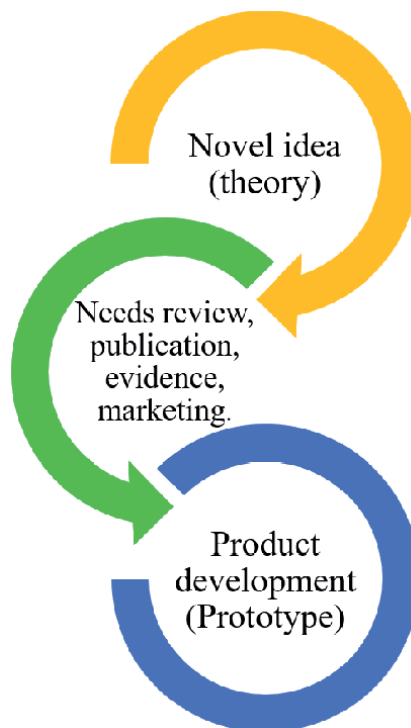 Novel idea
(theory)
Needs review,
publication,
evidence,
marketing.
Product
development
(Prototype)